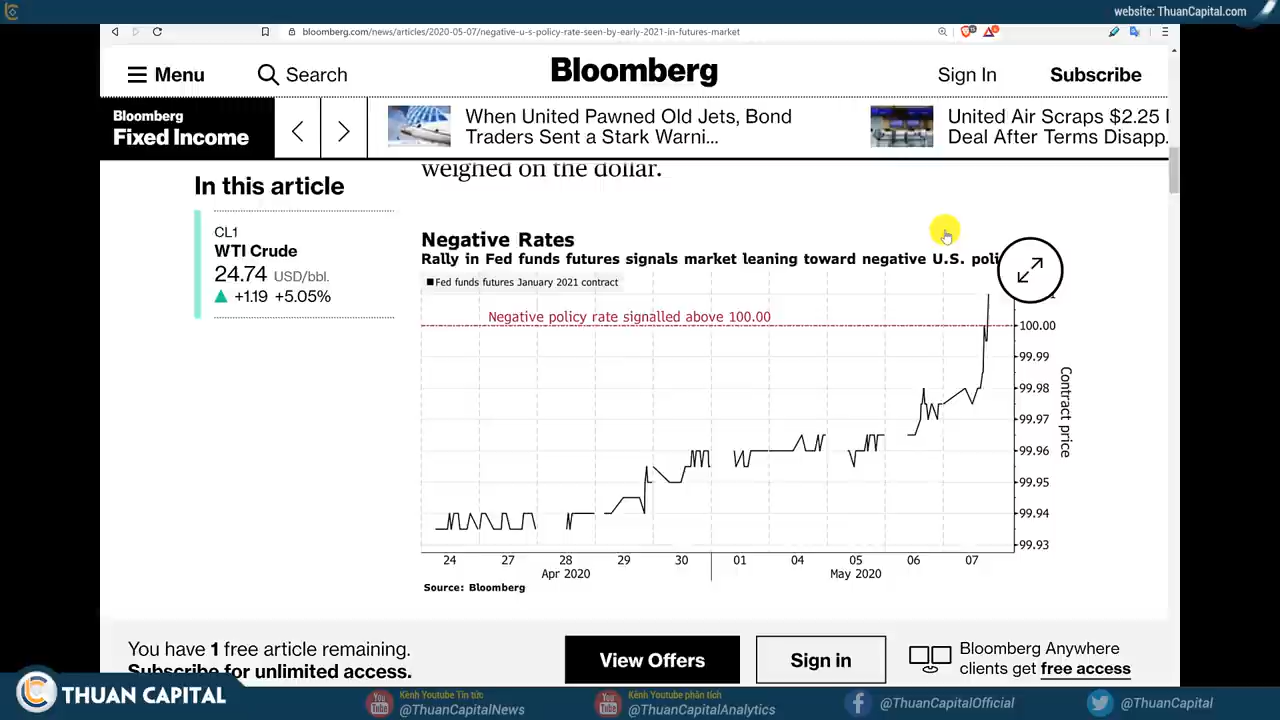 website: ThuanCapital.com
bloomberg.com/news/articles/2020-05-07/negative-u-s-policy-rate-seen-by-early-2021-in-futures-market
Menu
Search
Bloomberg
Sign In
Subscribe
Bloomberg
Fixed Income
When United Pawned Old Jets, Bond
Traders Sent a Stark Warni...
United Air Scraps $2.25
Deal After Terms Disapp.
weighed on the dollar.
In this article
CL1
WTI Crude
24.74 USD/bbl.
▲ +1.19 +5.05%
Negative Rates
Rally in Fed funds futures signals market leaning toward negative U.S. poli
■Fed funds futures January 2021 contract
Negative policy rate signalled above 100.00
100.00
99.99
99.98
99.97
99.96
99.95
99.94
99.93
Contract price
24 27 28 29 30 01 04 05 06 07
Apr 2020 May 2020
Source: Bloomberg
You have 1 free article remaining.
Subscribe for unlimited access.
View Offers
Sign in
Bloomberg Anywhere
clients get free access
THUAN CAPITAL
Kênh Youtube Tin tức
@ThuanCapitalNews
Kênh Youtube phân tích
@ThuanCapitalAnalytics
@ThuanCapitalOfficial
@ThuanCapital